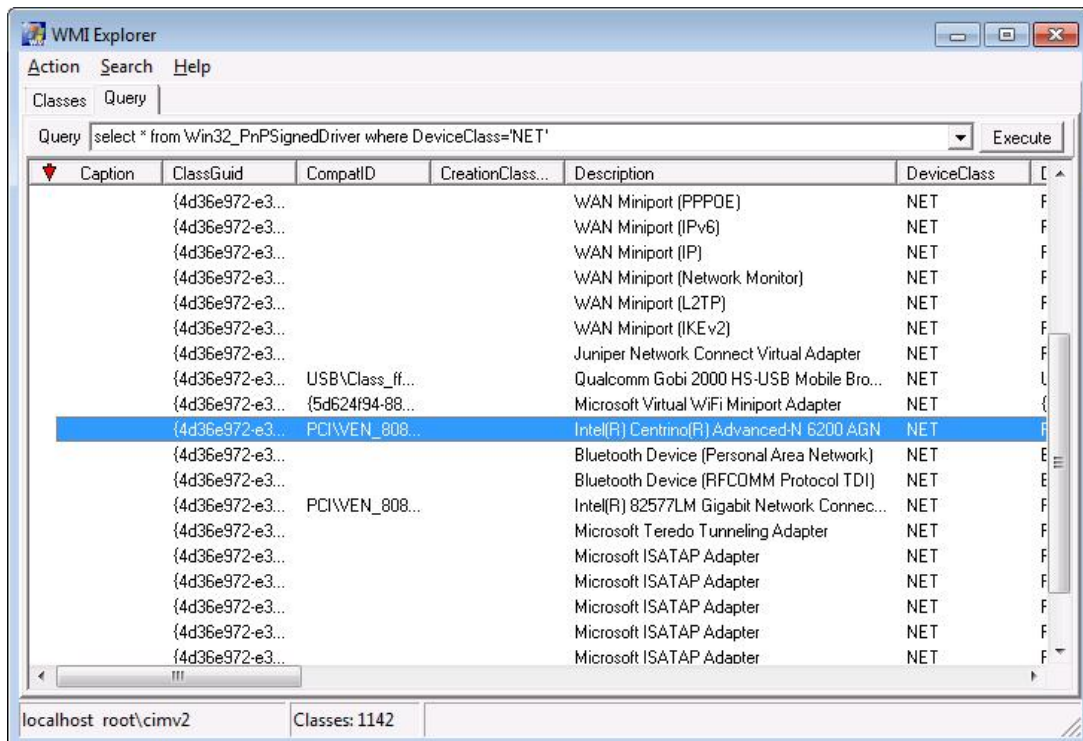 WMI Explorer
Action Search Help
Classes Query
Query select * from Win32_PnPSignedDriver where DeviceClass='NET' Execute
Caption ClassGuid CompatID CreationClass... Description DeviceClass
{4d36e972-e3... WAN Miniport (PPPOE) NET
{4d36e972-e3... WAN Miniport (IPv6) NET
{4d36e972-e3... WAN Miniport (IP) NET
{4d36e972-e3... WAN Miniport (Network Monitor) NET
{4d36e972-e3... WAN Miniport (L2TP) NET
{4d36e972-e3... WAN Miniport (IKEv2) NET
{4d36e972-e3... Juniper Network Connect Virtual Adapter NET
{4d36e972-e3... USB\Class_ff... Qualcomm Gobi 2000 HS-USB Mobile Bro... NET
{4d36e972-e3... {5d624f94-88... Microsoft Virtual WiFi Miniport Adapter NET
{4d36e972-e3... PCI\VEN_808... Intel(R) Centrino(R) Advanced-N 6200 AGN NET
{4d36e972-e3... Bluetooth Device (Personal Area Network) NET
{4d36e972-e3... Bluetooth Device (RFCOMM Protocol TDI) NET
{4d36e972-e3... PCI\VEN_808... Intel(R) 82577LM Gigabit Network Connec... NET
{4d36e972-e3... Microsoft Teredo Tunneling Adapter NET
{4d36e972-e3... Microsoft ISATAP Adapter NET
{4d36e972-e3... Microsoft ISATAP Adapter NET
{4d36e972-e3... Microsoft ISATAP Adapter NET
{4d36e972-e3... Microsoft ISATAP Adapter NET
{4d36e972-e3... Microsoft ISATAP Adapter NET
localhost root\cimv2 Classes: 1142